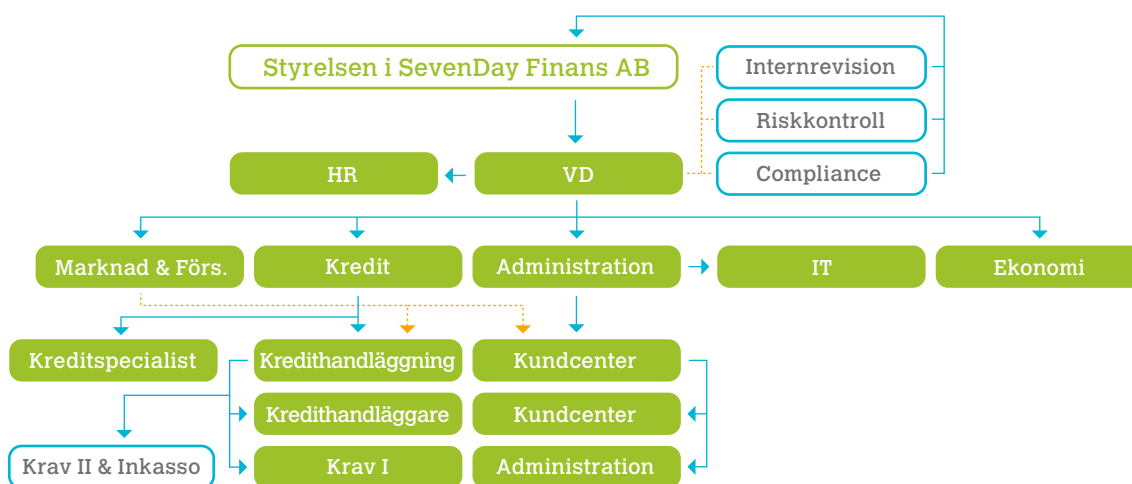 Styrelsen i SevenDay Finans AB
Internrevision
Riskkontroll
Compliance
HR
VD
Marknad & Förs.
Kredit
Administration
IT
Ekonomi
Kreditspecialist
Kredithandläggning
Kundcenter
Kredithandläggare
Kundcenter
Krav II & Inkasso
Krav I
Administration